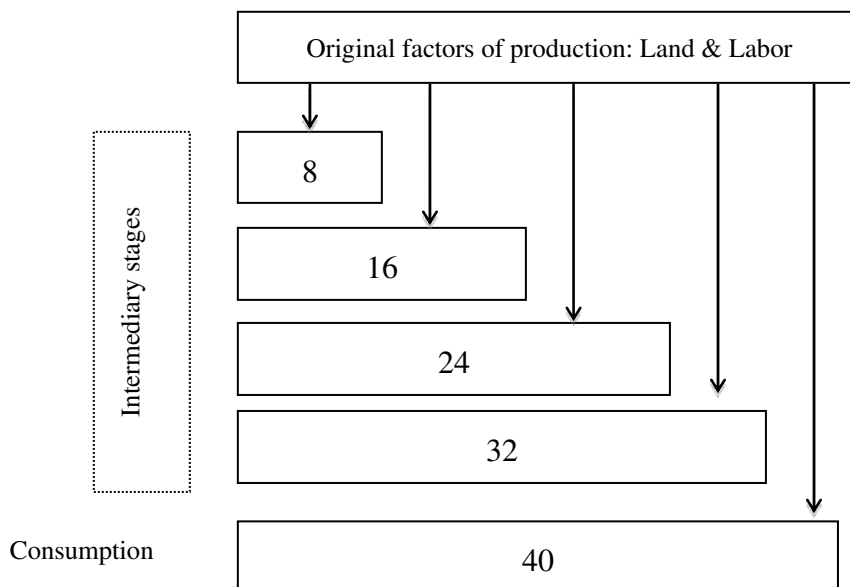 Original factors of production: Land & Labor
Intermediary stages
8
16
24
32
Consumption
40